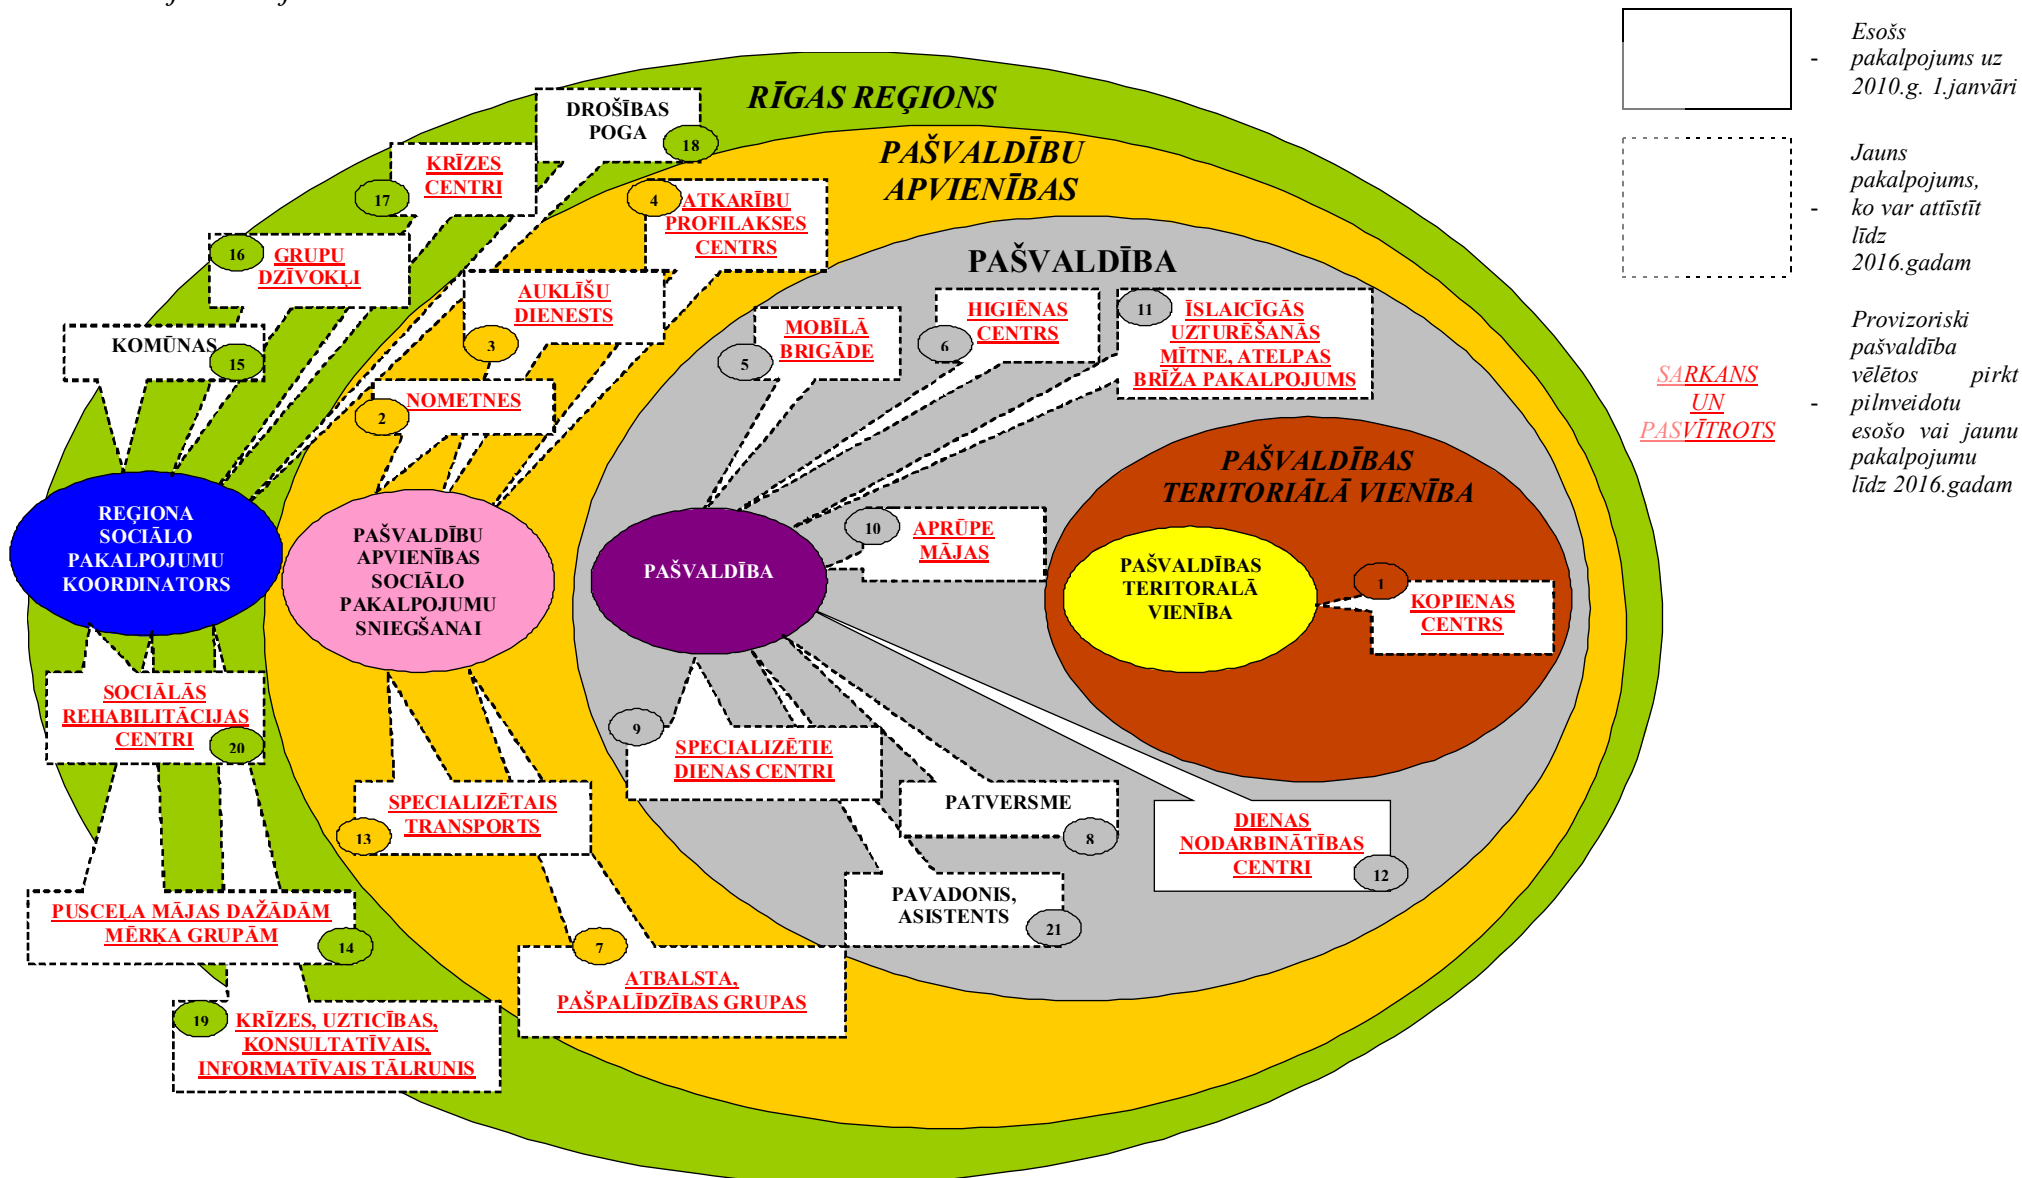 RĪGAS REĢIONS
PAŠVALDĪBU
APVIENĪBAS
PAŠVALDĪBA
PAŠVALDĪBAS
TERITORIĀLĀ VIENĪBA
DROŠĪBAS
POGA
18
KRĪZES
CENTRI
17
4
ATKARĪBU
PROFILAKSES
CENTRS
16
GRUPU
DZĪVOKĻI
AUKLĪŠU
DIENESTS
3
KOMŪNAS
15
NOMETNES
2
MOBĪLĀ
BRIGĀDE
5
HIGIĒNAS
CENTRS
6
11
ĪSLAICĪGĀS
UZTURĒŠANĀS
MĪTNE, ATELPAS
BRĪŽA PAKALPOJUMS
REĢIONA
SOCIĀLO
PAKALPOJUMU
KOORDINATORS
PAŠVALDĪBU
APVIENĪBAS
SOCIĀLO
PAKALPOJUMU
SNIEGŠANAI
PAŠVALDĪBA
10
APRŪPE
MĀJAS
PAŠVALDĪBAS
TERITORALĀ
VIENĪBA
1
KOPIENAS
CENTRS
SOCIĀLĀS
REHABILITĀCIJAS
CENTRI
20
9
SPECIALIZĒTIE
DIENAS CENTRI
SPECIALIZĒTAIS
TRANSPORTS
13
PATVERSME
8
DIENAS
NODARBINĀTĪBAS
CENTRI
12
PAVADONIS,
ASISTENTS
21
PUSCEĻA MĀJAS DAŽĀDĀM
MĒRĶA GRUPĀM
14
7
ATBALSTA,
PAŠPALĪDZĪBAS GRUPAS
19
KRĪZES, UZTICĪBAS,
KONSULTATĪVAIS,
INFORMATĪVAIS TĀLRUNIS
- Esošs
pakalpojums uz
2010.g. 1.janvāri
- Jauns
pakalpojums,
ko var attīstīt
līdz
2016.gadam
SARKANS
UN
PASVĪTROTS
- Provizoriski
pašvaldība
vēlētos pirkt
pilnveidotu
esošo vai jaunu
pakalpojumu
līdz 2016.gadam